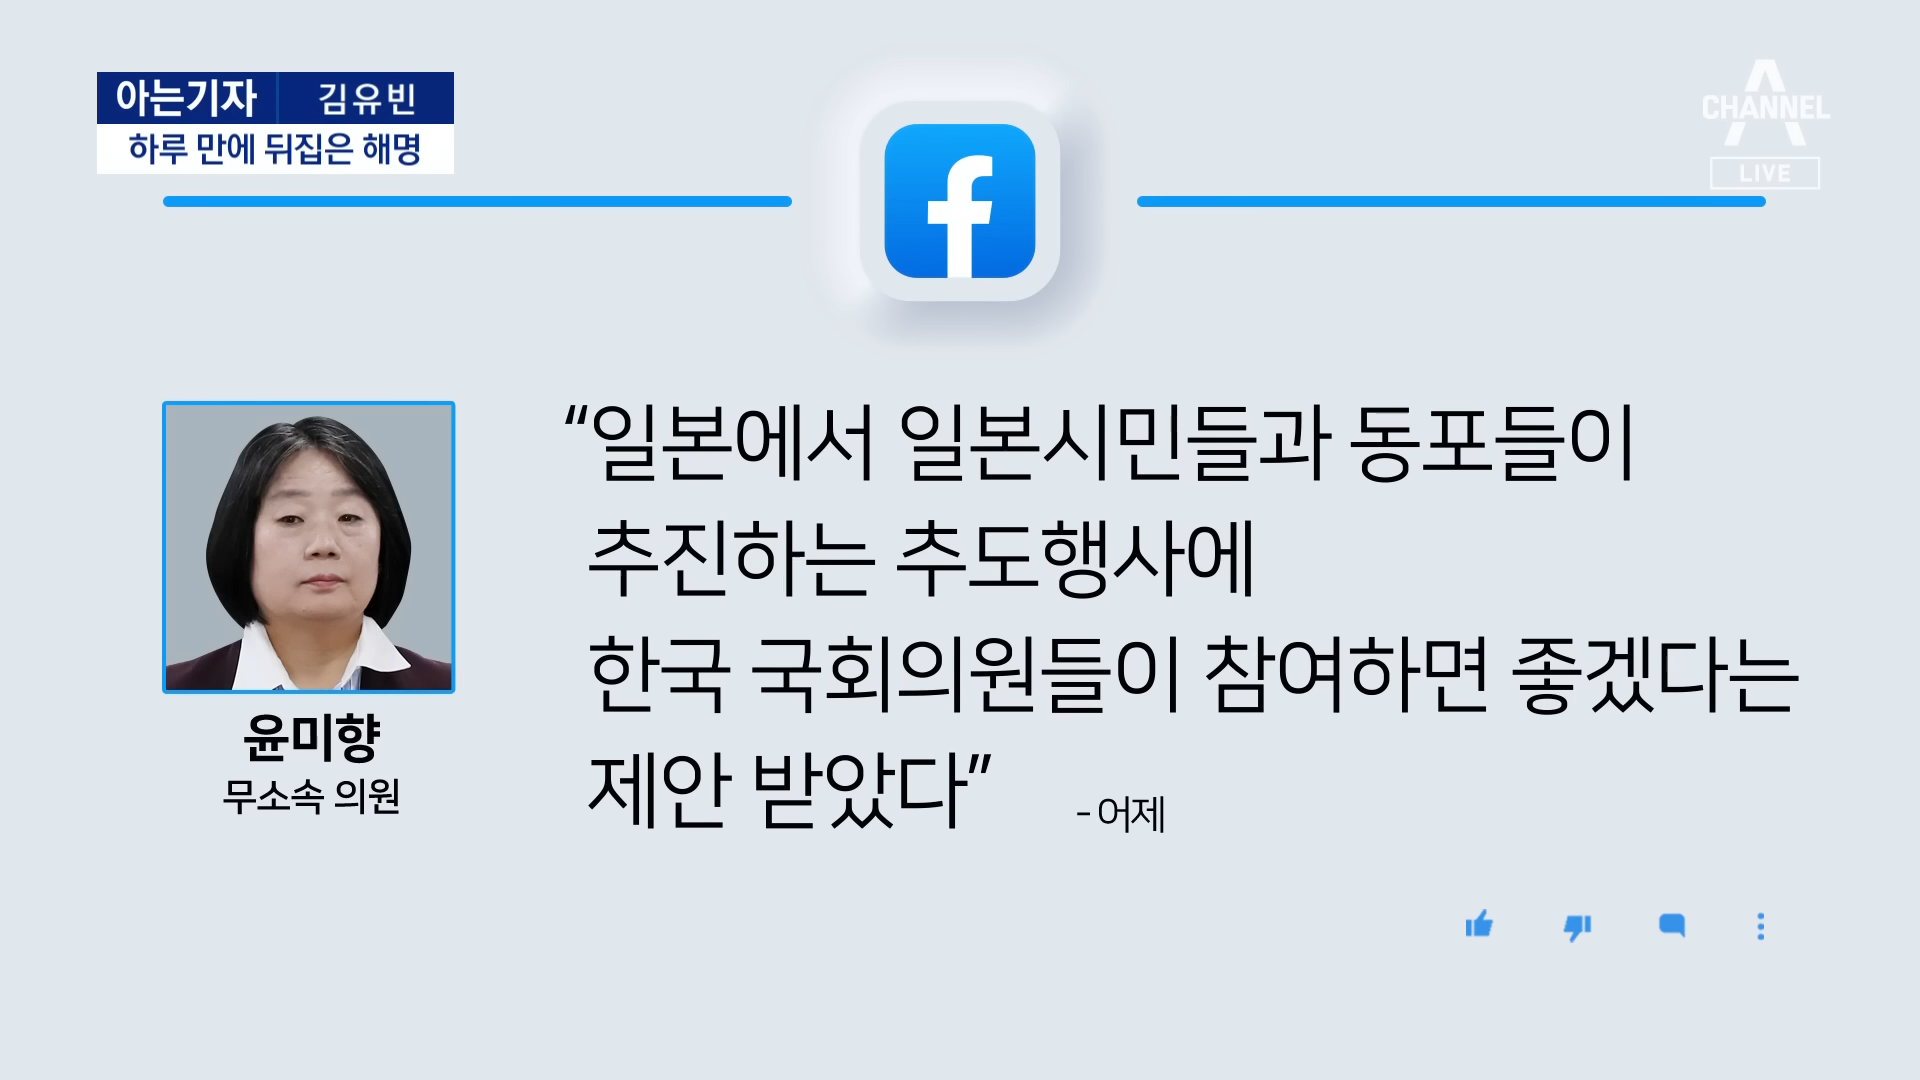 아는기자 김유빈
하루 만에 뒤집은 해명
CHANNEL A
LIVE
“일본에서 일본시민들과 동포들이
추진하는 추도행사에
한국 국회의원들이 참여하면 좋겠다는
제안 받았다” - 어제
윤미향
무소속 의원